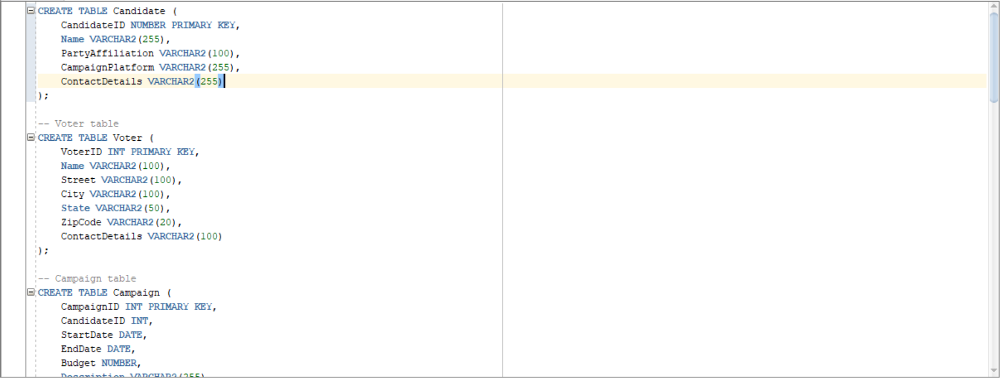 CREATE TABLE Candidate (
    CandidateID NUMBER PRIMARY KEY,
    Name VARCHAR2(255),
    PartyAffiliation VARCHAR2(100),
    CampaignPlatform VARCHAR2(255),
    ContactDetails VARCHAR2(255)
);

-- Voter table
CREATE TABLE Voter (
    VoterID INT PRIMARY KEY,
    Name VARCHAR2(100),
    Street VARCHAR2(100),
    City VARCHAR2(100),
    State VARCHAR2(50),
    ZipCode VARCHAR2(20),
    ContactDetails VARCHAR2(100)
);

-- Campaign table
CREATE TABLE Campaign (
    CampaignID INT PRIMARY KEY,
    CandidateID INT,
    StartDate DATE,
    EndDate DATE,
    Budget NUMBER,
    Description VARCHAR2(255)